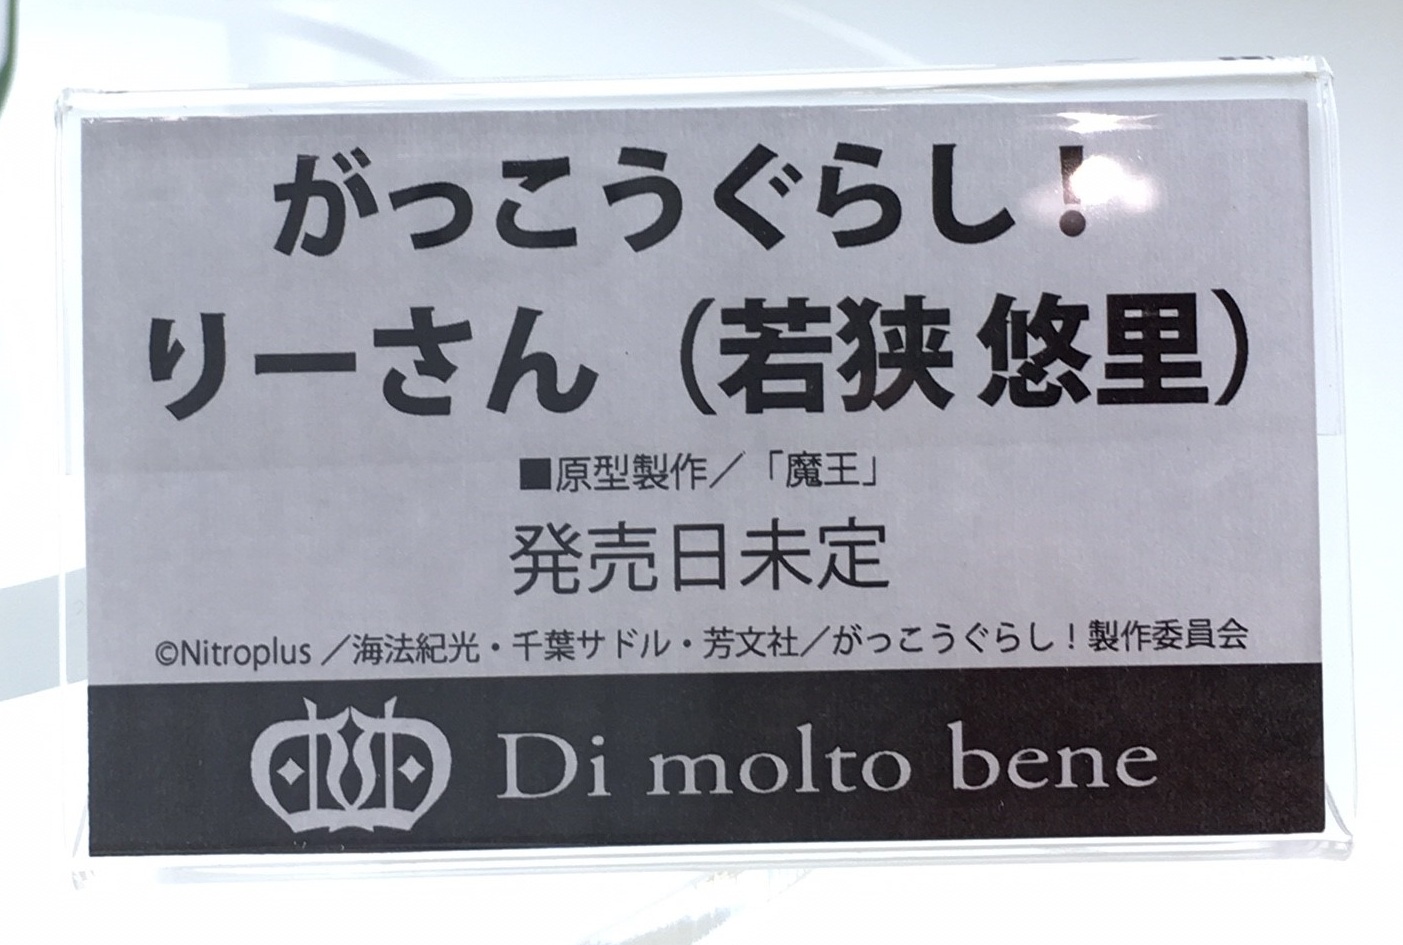 がっこうぐらし！
りーさん（若狭 悠里）
■原型製作／「魔王」
発売日未定
©Nitroplus／海法紀光・千葉サドル・芳文社／がっこうぐらし！製作委員会
Di molto bene